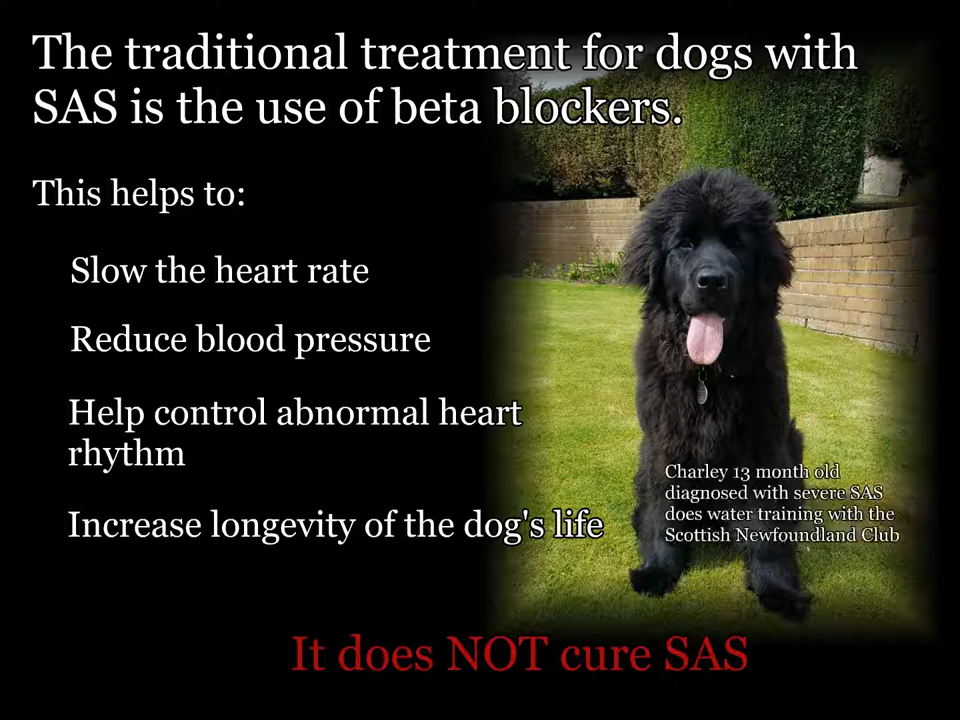 The traditional treatment for dogs with
SAS is the use of beta blockers.
This helps to:
Slow the heart rate
Reduce blood pressure
Help control abnormal heart
rhythm
Increase longevity of the dog's life
Charley 13 month old
diagnosed with severe SAS
does water training with the
Scottish Newfoundland Club
It does NOT cure SAS